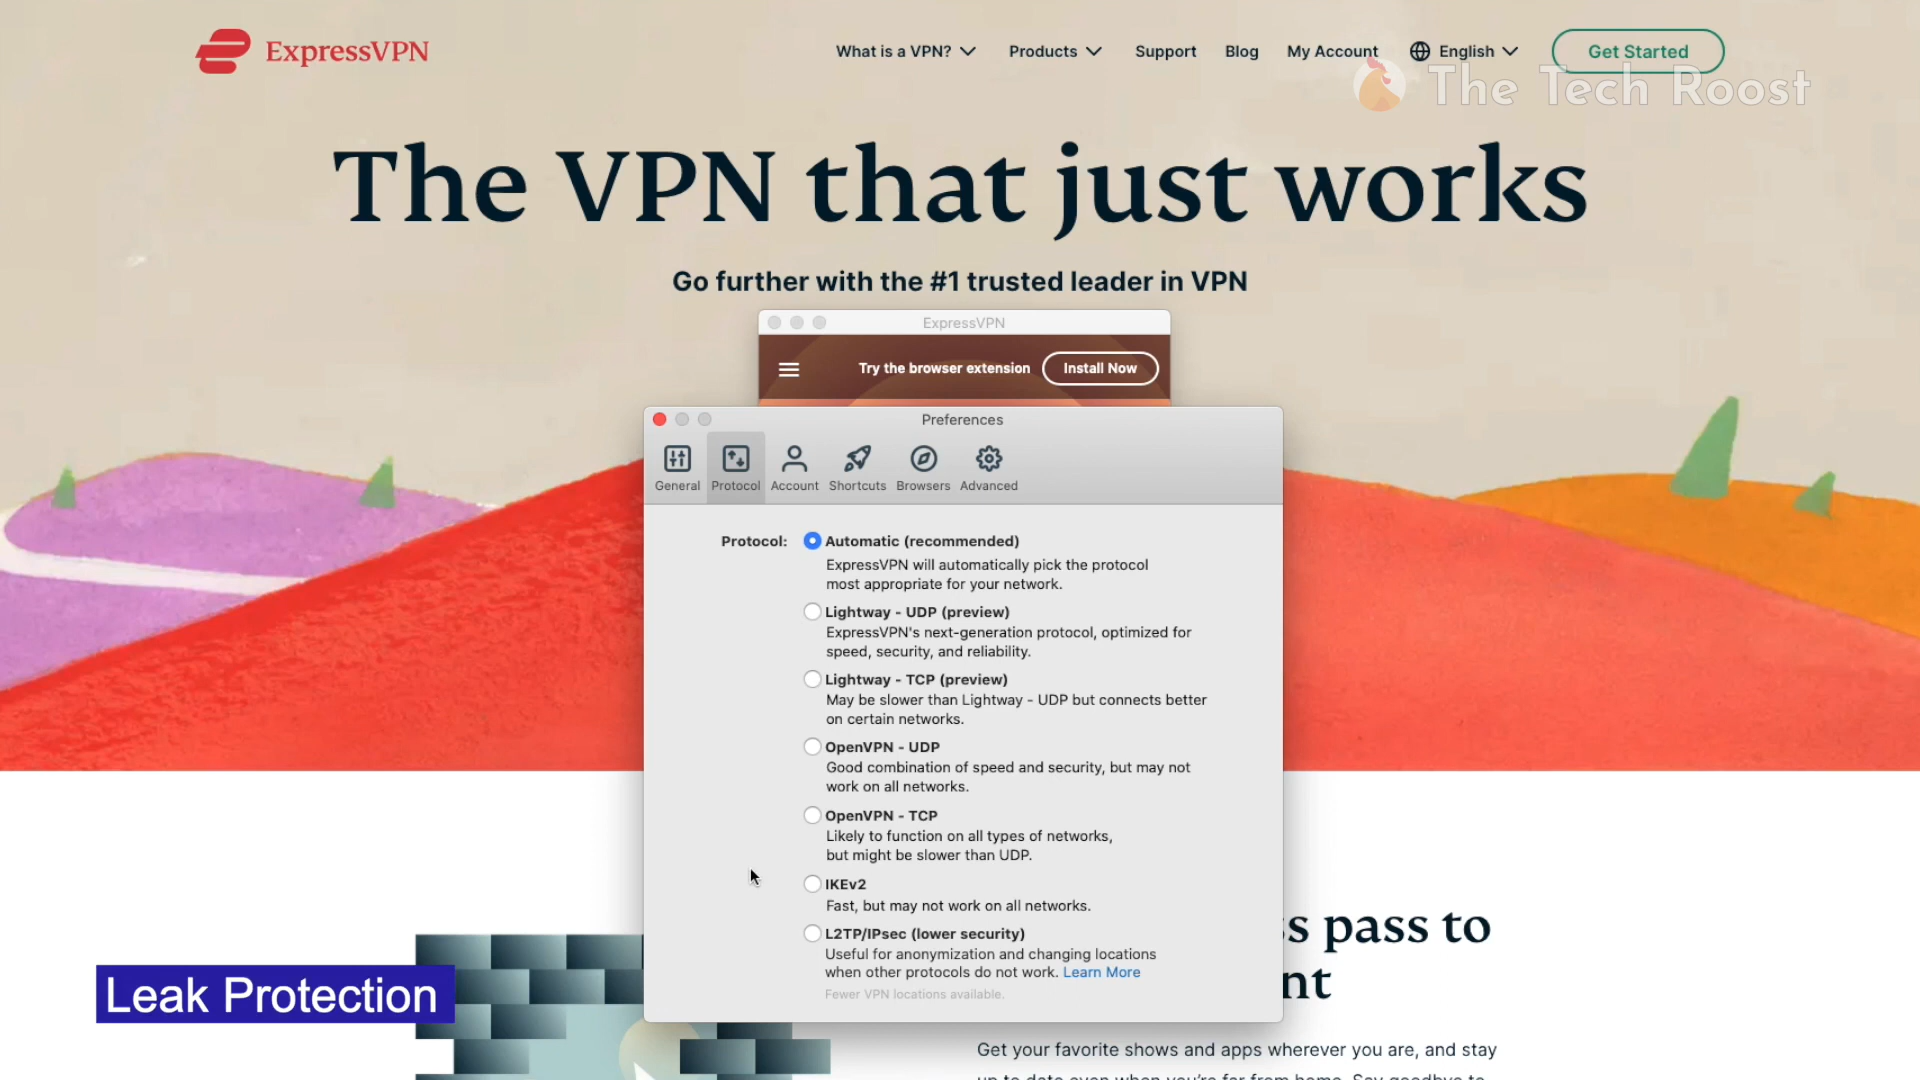 ExpressVPN
What is a VPN? Products Support Blog My Account English Get Started
The Tech Roost
The VPN that just works
Go further with the #1 trusted leader in VPN
ExpressVPN
Try the browser extension Install Now
Preferences
General Protocol Account Shortcuts Browsers Advanced
Protocol: Automatic (recommended)
ExpressVPN will automatically pick the protocol
most appropriate for your network.
Lightway - UDP (preview)
ExpressVPN's next-generation protocol, optimized for
speed, security, and reliability.
Lightway - TCP (preview)
May be slower than Lightway - UDP but connects better
on certain networks.
OpenVPN - UDP
Good combination of speed and security, but may not
work on all networks.
OpenVPN - TCP
Likely to function on all types of networks,
but might be slower than UDP.
IKEv2
Fast, but may not work on all networks.
L2TP/IPsec (lower security)
Useful for anonymization and changing locations
when other protocols do not work. Learn More
Fewer VPN locations available.
Leak Protection
s pass to
nt
Get your favorite shows and apps wherever you are, and stay